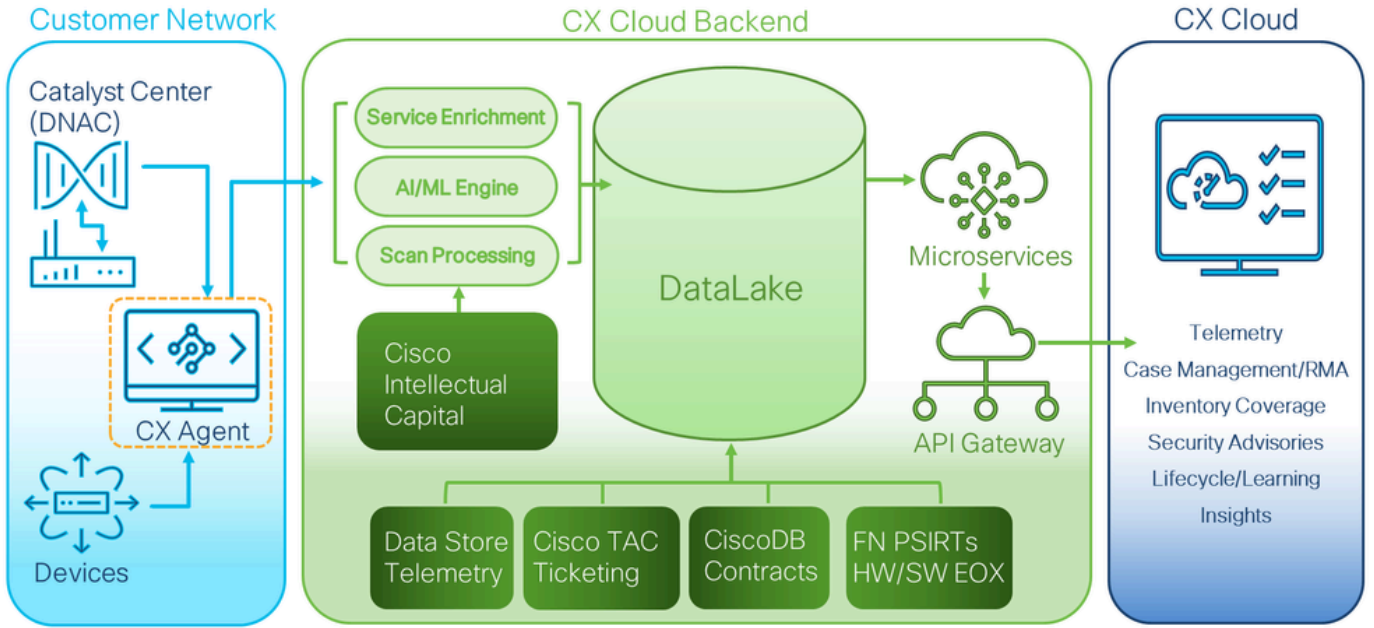 Customer Network
CX Cloud Backend
CX Cloud
Catalyst Center
(DNAC)
CX Agent
Devices
Service Enrichment
AI/ML Engine
Scan Processing
Cisco
Intellectual
Capital
DataLake
Microservices
API Gateway
Data Store
Telemetry
Cisco TAC
Ticketing
CiscoDB
Contracts
FN PSIRTs
HW/SW EOX
Telemetry
Case Management/RMA
Inventory Coverage
Security Advisories
Lifecycle/Learning
Insights